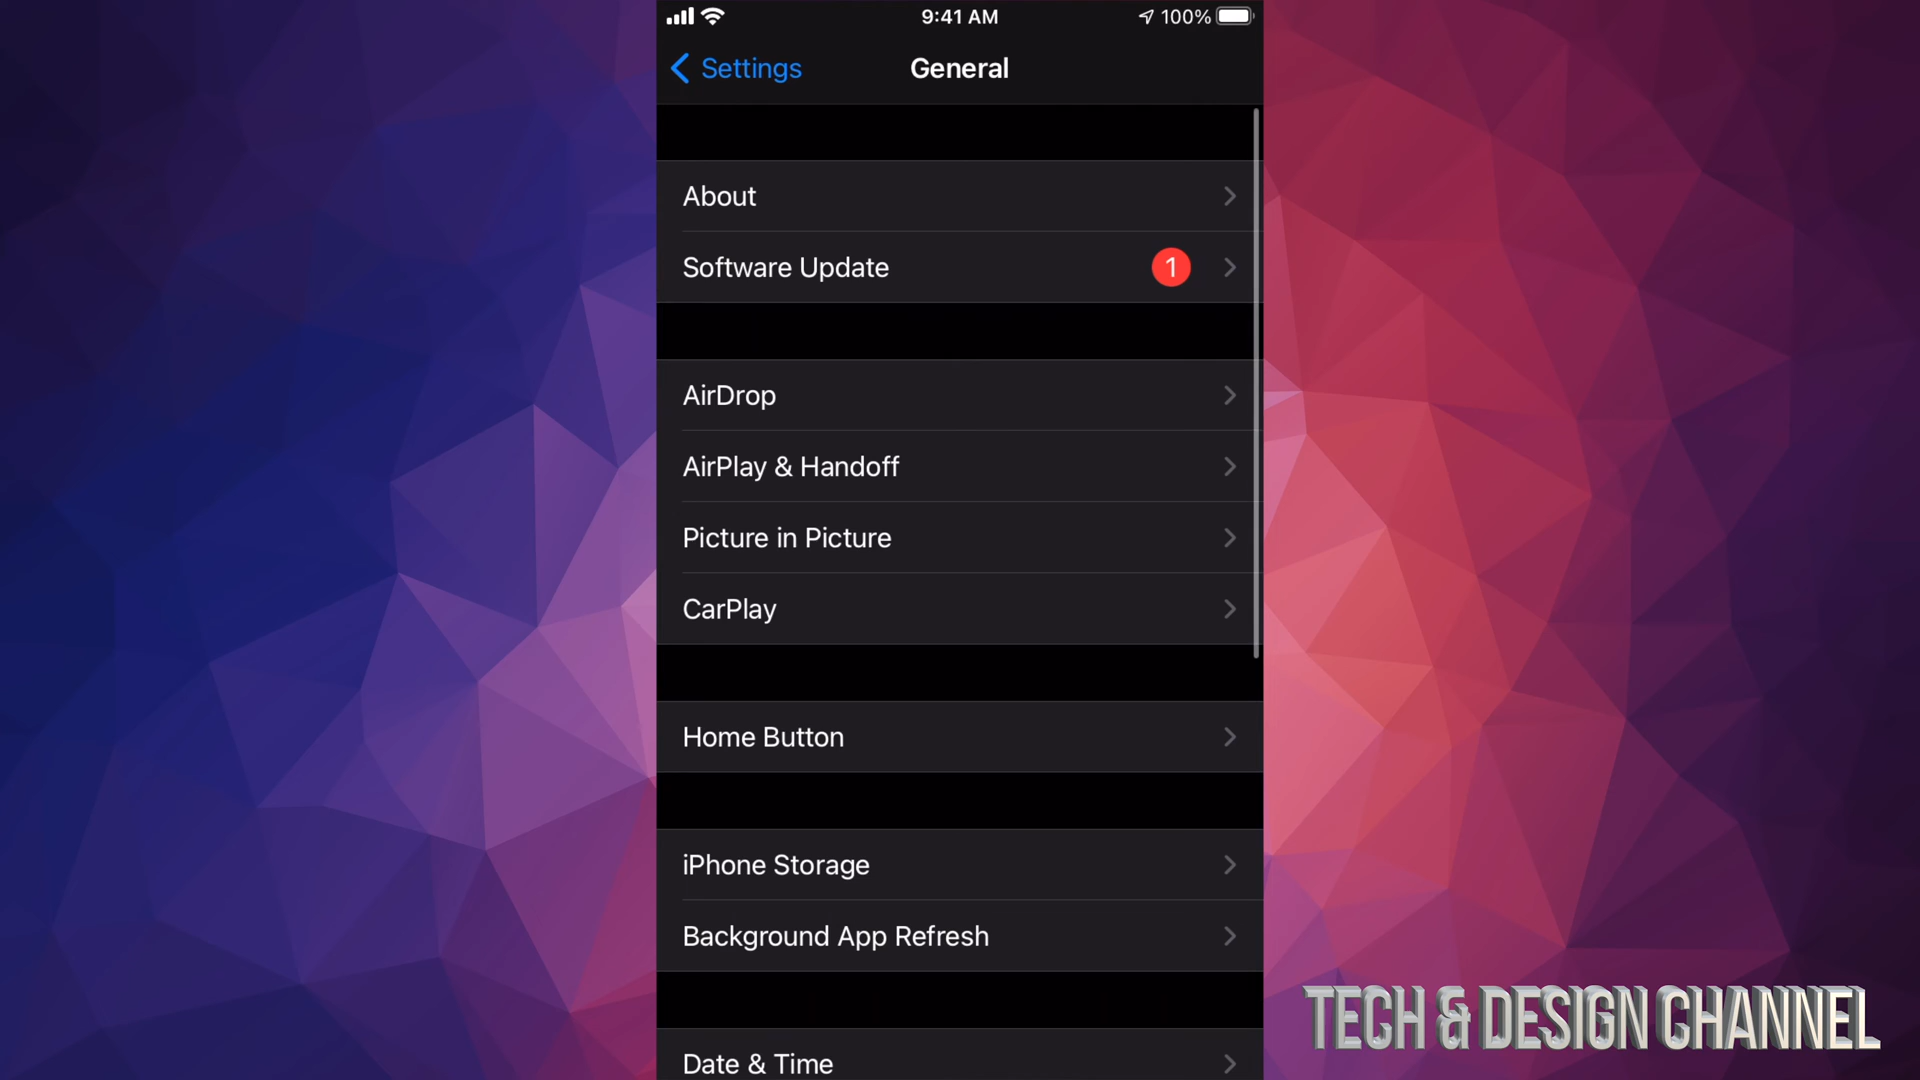 9:41 AM
100%
Settings
General
About
Software Update
1
AirDrop
AirPlay & Handoff
Picture in Picture
CarPlay
Home Button
iPhone Storage
Background App Refresh
Date & Time
TECH & DESIGN CHANNEL